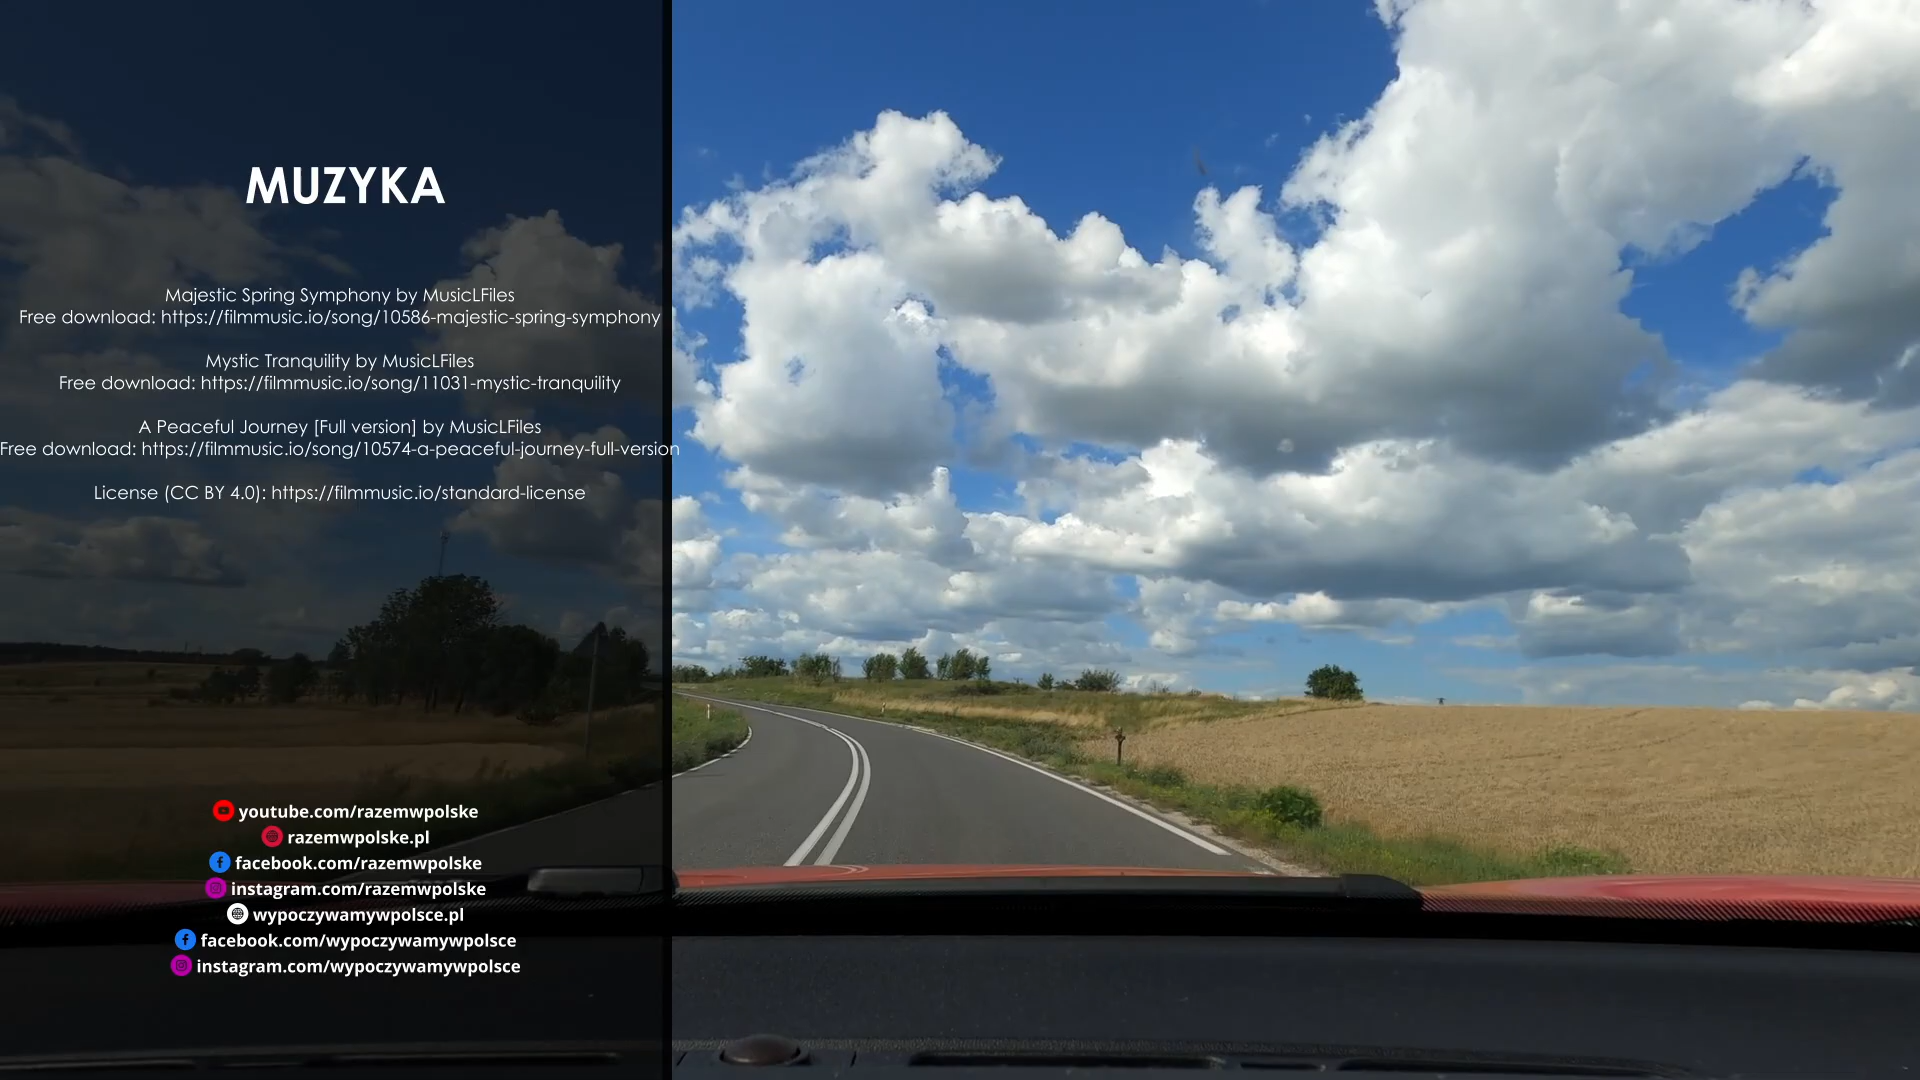 MUZYKA
Majestic Spring Symphony by MusicLFiles
Free download: https://filmmusic.io/song/10586-majestic-spring-symphony
Mystic Tranquility by MusicLFiles
Free download: https://filmmusic.io/song/11031-mystic-tranquility
A Peaceful Journey [Full version] by MusicLFiles
Free download: https://filmmusic.io/song/10574-a-peaceful-journey-full-version
License (CC BY 4.0): https://filmmusic.io/standard-license
youtube.com/razemwpolske
razemwpolske.pl
facebook.com/razemwpolske
instagram.com/razemwpolske
wypoczywamywpolsce.pl
facebook.com/wypoczywamywpolsce
instagram.com/wypoczywamywpolsce